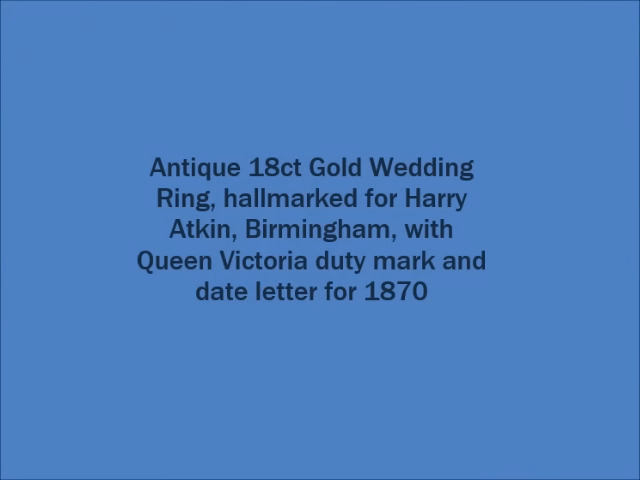 Antique 18ct Gold Wedding
Ring, hallmarked for Harry
Atkin, Birmingham, with
Queen Victoria duty mark and
date letter for 1870